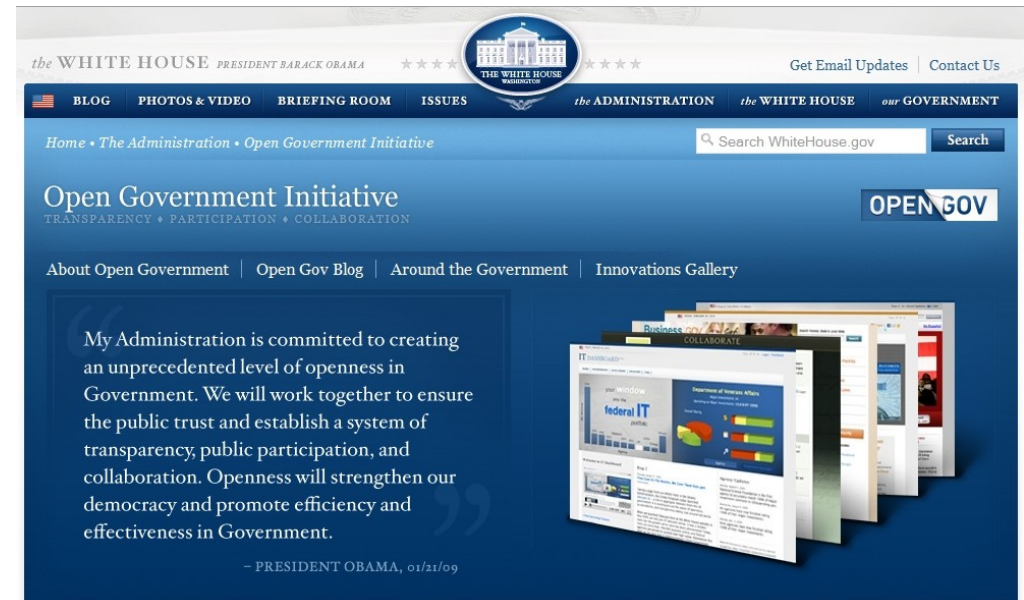 the WHITE HOUSE PRESIDENT BARACK OBAMA
THE WHITE HOUSE
WASHINGTON
Get Email Updates Contact Us
BLOG PHOTOS & VIDEO BRIEFING ROOM ISSUES the ADMINISTRATION the WHITE HOUSE our GOVERNMENT
Home • The Administration • Open Government Initiative
Search WhiteHouse.gov Search
Open Government Initiative
TRANSPARENCY ♦ PARTICIPATION ♦ COLLABORATION
OPEN GOV
About Open Government Open Gov Blog Around the Government Innovations Gallery
“
My Administration is committed to creating
an unprecedented level of openness in
Government. We will work together to ensure
the public trust and establish a system of
transparency, public participation, and
collaboration. Openness will strengthen our
democracy and promote efficiency and
effectiveness in Government.
”
– PRESIDENT OBAMA, 01/21/09
Business.gov
COLLABORATE
IT DASHBOARD
your window
into the
federal IT
portfolio
Department of Veterans Affairs